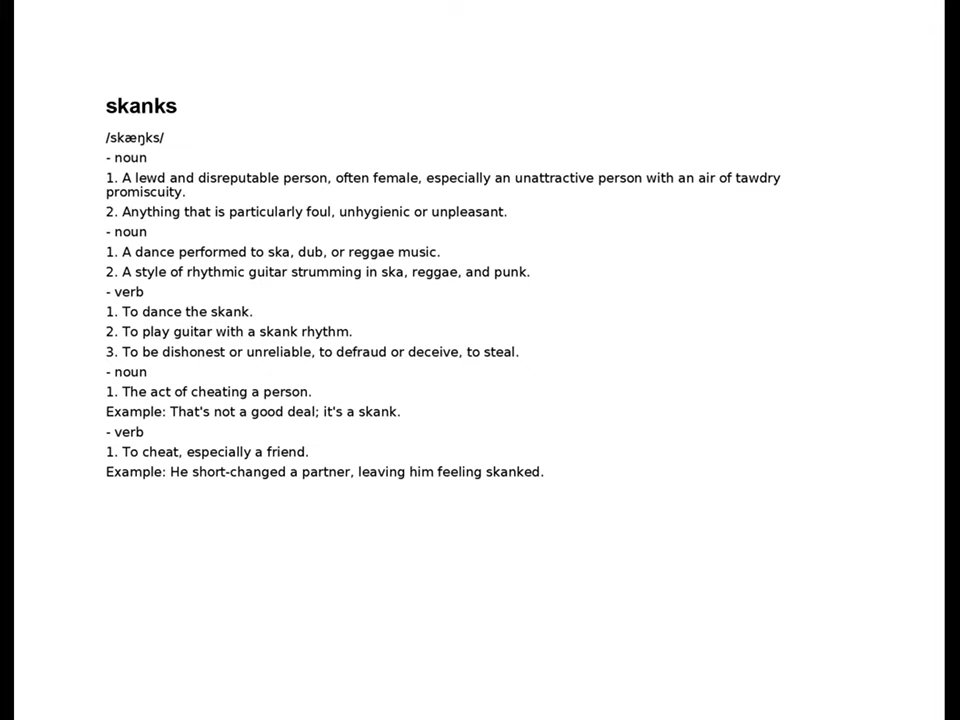 skanks
/skæŋks/
- noun
1. A lewd and disreputable person, often female, especially an unattractive person with an air of tawdry
promiscuity.
2. Anything that is particularly foul, unhygienic or unpleasant.
- noun
1. A dance performed to ska, dub, or reggae music.
2. A style of rhythmic guitar strumming in ska, reggae, and punk.
- verb
1. To dance the skank.
2. To play guitar with a skank rhythm.
3. To be dishonest or unreliable, to defraud or deceive, to steal.
- noun
1. The act of cheating a person.
Example: That's not a good deal; it's a skank.
- verb
1. To cheat, especially a friend.
Example: He short-changed a partner, leaving him feeling skanked.